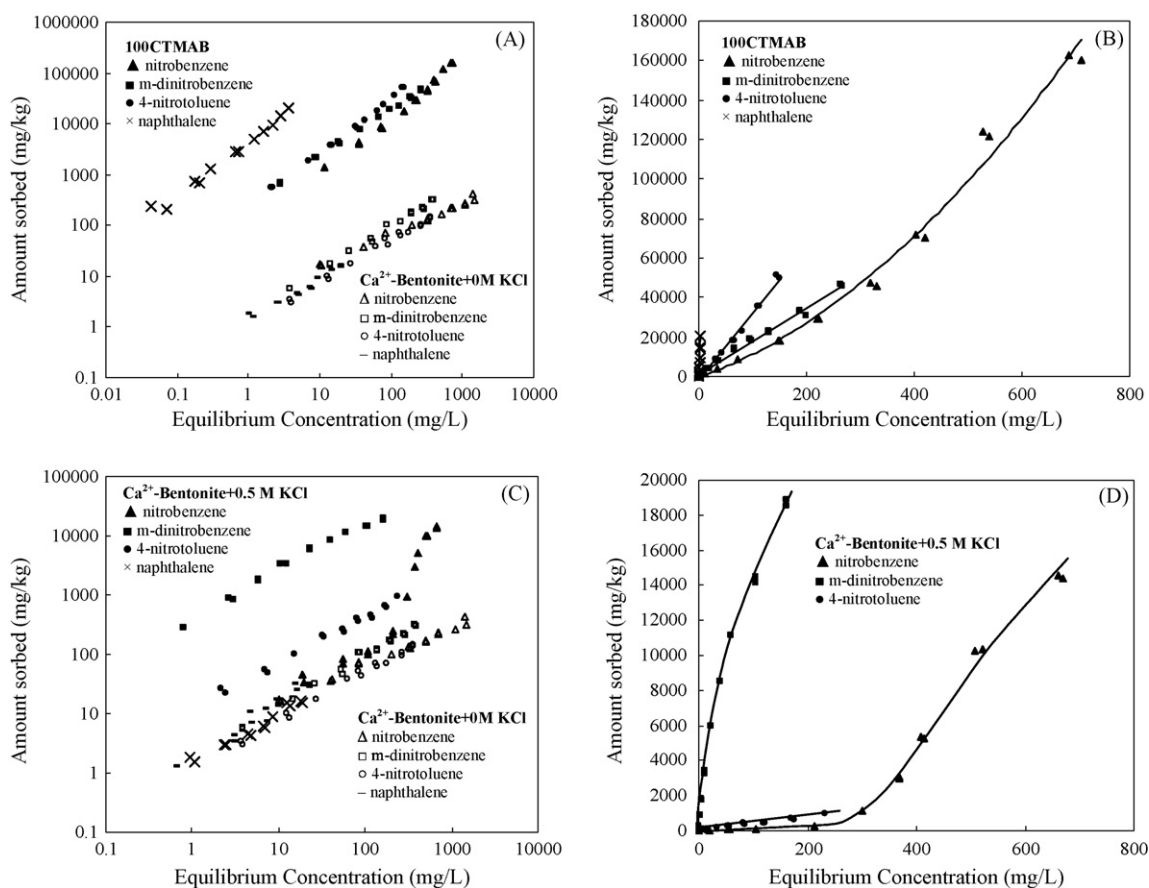 (A)
Amount sorbed (mg/kg)
1000000
100000
10000
1000
100
10
1
0.1
100CTMAB
▲ nitrobenzene
■ m-dinitrobenzene
● 4-nitrotoluene
× naphthalene
Ca²⁺-Bentonite+0M KCl
△ nitrobenzene
□ m-dinitrobenzene
○ 4-nitrotoluene
– naphthalene
0.01 0.1 1 10 100 1000 10000
Equilibrium Concentration (mg/L)
(B)
Amount sorbed (mg/kg)
180000
160000
140000
120000
100000
80000
60000
40000
20000
0
100CTMAB
▲ nitrobenzene
■ m-dinitrobenzene
● 4-nitrotoluene
× naphthalene
0 200 400 600 800
Equilibrium Concentration (mg/L)
(C)
Amount sorbed (mg/kg)
100000
10000
1000
100
10
1
0.1
Ca²⁺-Bentonite+0.5 M KCl
▲ nitrobenzene
■ m-dinitrobenzene
● 4-nitrotoluene
× naphthalene
Ca²⁺-Bentonite+0M KCl
△ nitrobenzene
□ m-dinitrobenzene
○ 4-nitrotoluene
– naphthalene
0.1 1 10 100 1000 10000
Equilibrium Concentration (mg/L)
(D)
Amount sorbed (mg/kg)
20000
18000
16000
14000
12000
10000
8000
6000
4000
2000
0
Ca²⁺-Bentonite+0.5 M KCl
▲ nitrobenzene
■ m-dinitrobenzene
● 4-nitrotoluene
0 200 400 600 800
Equilibrium Concentration (mg/L)